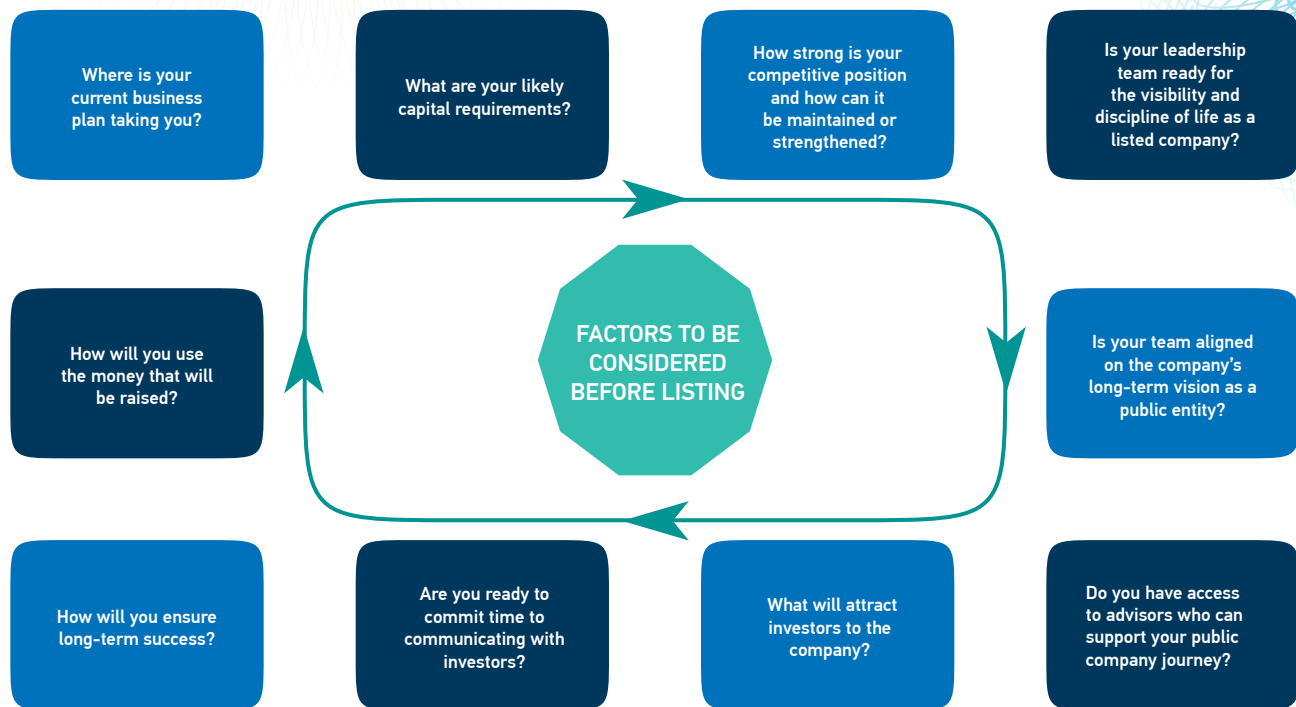 Where is your
current business
plan taking you?
What are your likely
capital requirements?
How strong is your
competitive position
and how can it
be maintained or
strengthened?
Is your leadership
team ready for
the visibility and
discipline of life as a
listed company?
How will you use
the money that will
be raised?
FACTORS TO BE
CONSIDERED
BEFORE LISTING
Is your team aligned
on the company’s
long-term vision as a
public entity?
How will you ensure
long-term success?
Are you ready to
commit time to
communicating with
investors?
What will attract
investors to the
company?
Do you have access
to advisors who can
support your public
company journey?